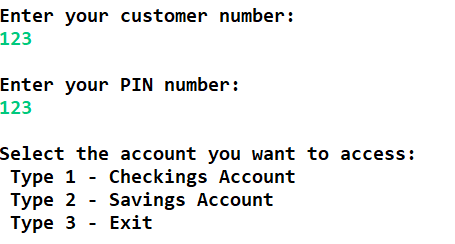 Enter your customer number:
123
Enter your PIN number:
123
Select the account you want to access:
Type 1 - Checkings Account
Type 2 - Savings Account
Type 3 - Exit